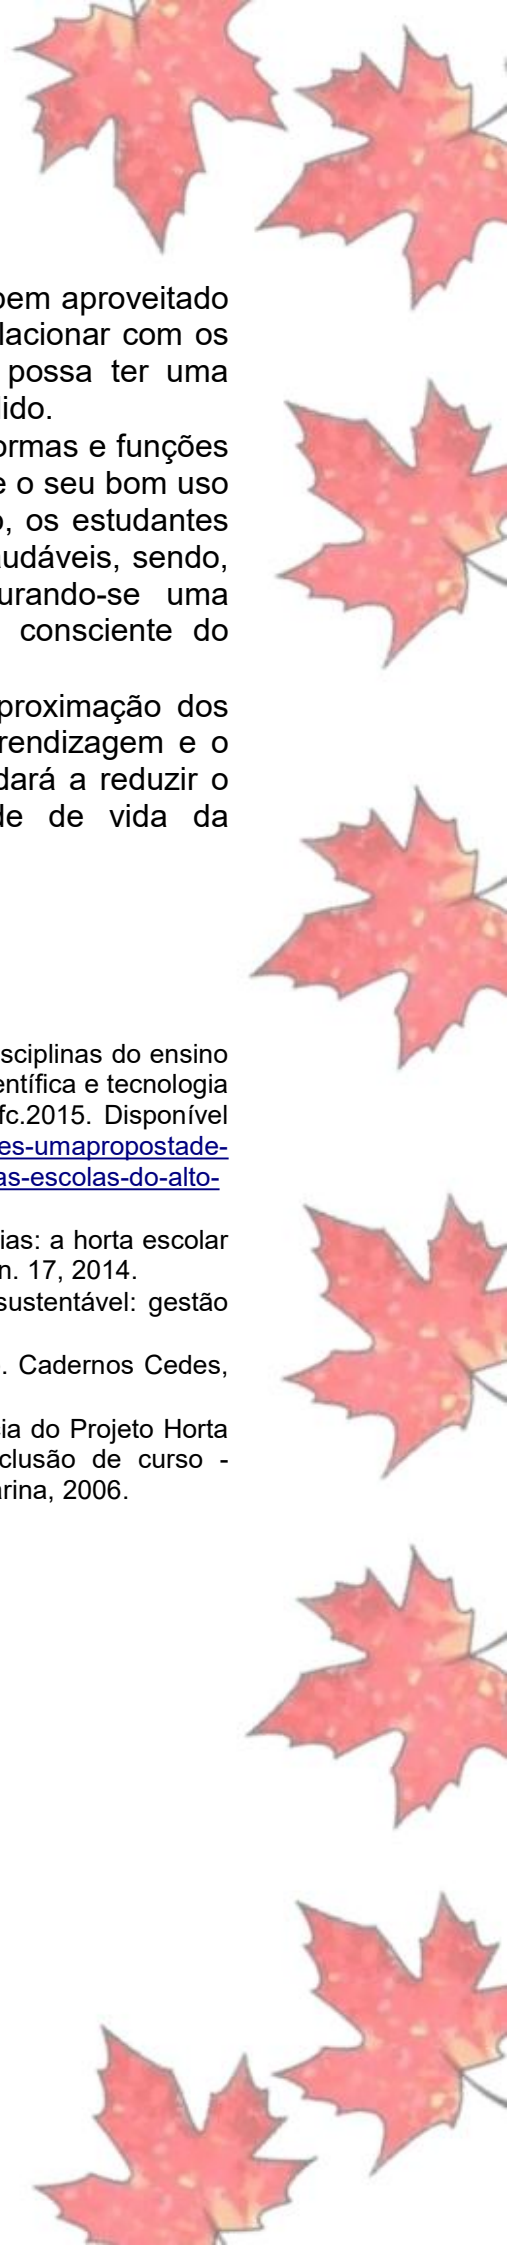 bem aproveitado
lacionar com os
possa ter uma
lido.
ormas e funções
e o seu bom uso
o, os estudantes
audáveis, sendo,
urando-se uma
consciente do
proximação dos
rendizagem e o
dará a reduzir o
de de vida da
sciplinas do ensino
entífica e tecnologia
fc.2015. Disponível
es-umapropostade-
as-escolas-do-alto-
ias: a horta escolar
n. 17, 2014.
sustentável: gestão
. Cadernos Cedes,
ia do Projeto Horta
clusão de curso -
arina, 2006.